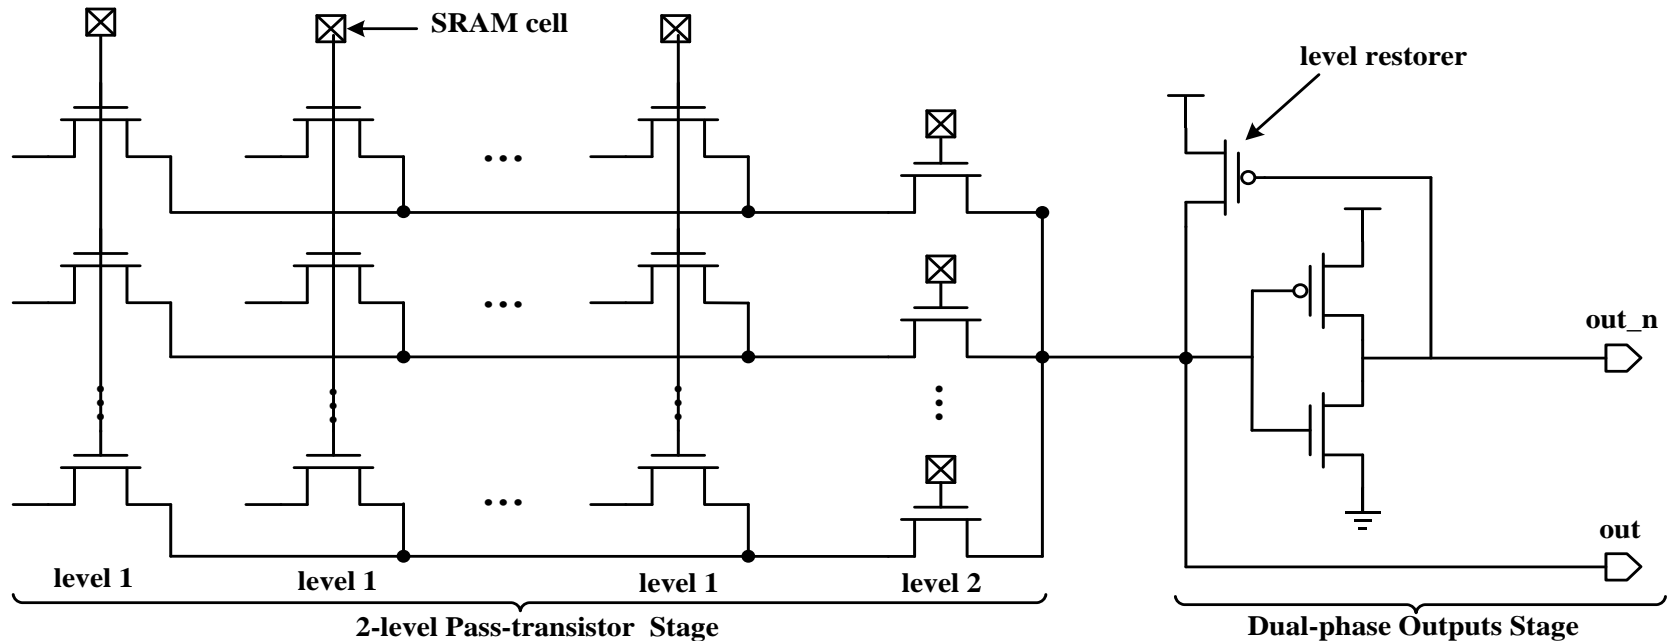 SRAM cell
level restorer
out_n
out
level 1
level 1
level 1
level 2
2-level Pass-transistor Stage
Dual-phase Outputs Stage